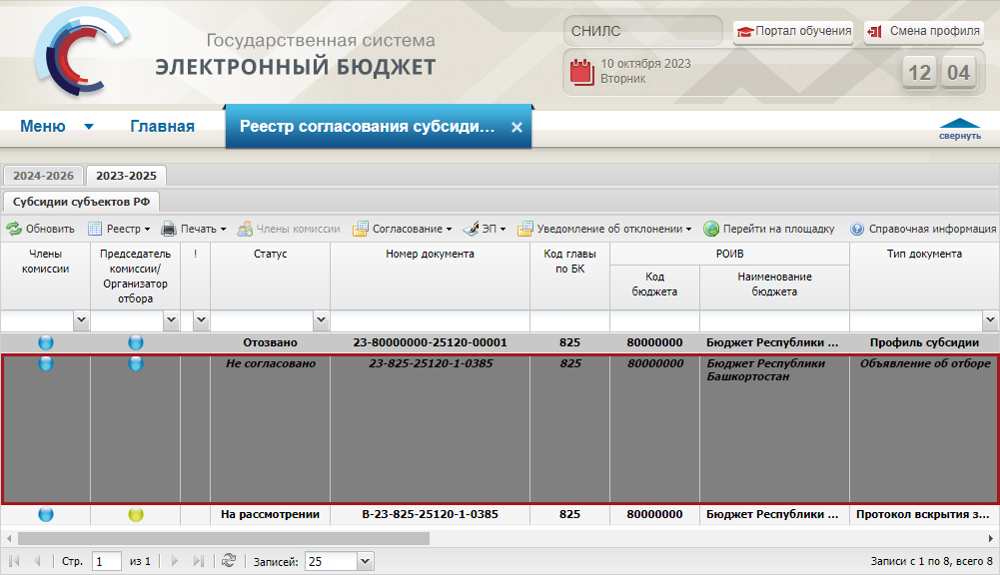 Государственная система
ЭЛЕКТРОННЫЙ БЮДЖЕТ
СНИЛС
Портал обучения
Смена профиля
10 октября 2023
Вторник
12 04
Меню
Главная
Реестр согласования субсиди...
свернуть
2024-2026
2023-2025
Субсидии субъектов РФ
Обновить
Реестр
Печать
Члены комиссии
Согласование
ЭП
Уведомление об отклонении
Перейти на площадку
Справочная информация
Члены
комиссии
Председатель
комиссии/
Организатор
отбора
!
Статус
Номер документа
Код главы
по БК
РОИВ
Код
бюджета
Наименование
бюджета
Тип документа
Отозвано 23-80000000-25120-00001 825 80000000 Бюджет Республики ... Профиль субсидии
Не согласовано 23-825-25120-1-0385 825 80000000 Бюджет Республики Объявление об отборе
Башкортостан
На рассмотрении В-23-825-25120-1-0385 825 80000000 Бюджет Республики ... Протокол вскрытия з...
Стр. 1 из 1 Записей: 25 Записи с 1 по 8, всего 8